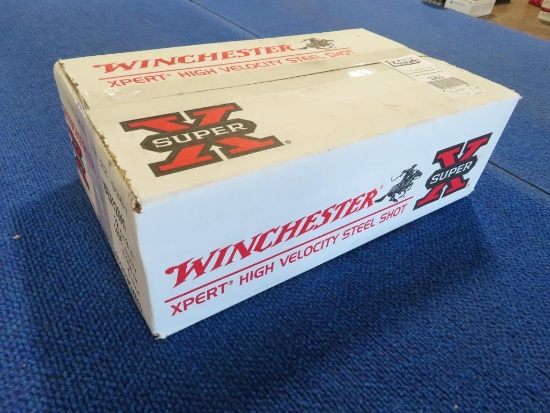 WINCHESTER
XPERT® HIGH VELOCITY STEEL SHOT
X
SUPER
®
WINCHESTER®
XPERT® HIGH VELOCITY STEEL SHOT
X
SUPER